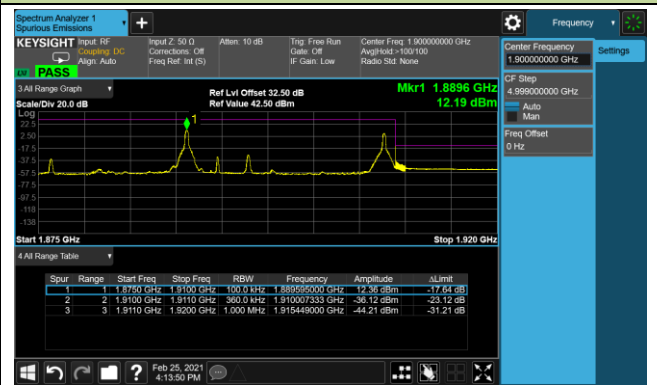 Spectrum Analyzer 1
Spurious Emissions
Frequency
KEYSIGHT Input: RF Input Z: 50 Ω Atten: 10 dB Trig: Free Run Center Freq: 1.900000000 GHz
Coupling: DC Corrections: Off Gate: Off Avg|Hold:>100/100
Align: Auto Freq Ref: Int (S) IF Gain: Low Radio Std: None
PASS
Center Frequency
1.900000000 GHz
Settings
CF Step
4.999000000 GHz
Auto
Man
Freq Offset
0 Hz
3 All Range Graph
Ref Lvl Offset 32.50 dB Mkr1 1.8896 GHz
Scale/Div 20.0 dB Ref Value 42.50 dBm 12.19 dBm
Log
1
22.5
2.50
-17.5
-37.5
-57.5
-77.5
-97.5
-118
-138
Start 1.875 GHz Stop 1.920 GHz
4 All Range Table
Spur Range Start Freq Stop Freq RBW Frequency Amplitude ΔLimit
1 1 1.8750 GHz 1.9100 GHz 100.0 kHz 1.889595000 GHz 12.36 dBm -17.64 dB
2 2 1.9100 GHz 1.9110 GHz 360.0 kHz 1.910007333 GHz -36.12 dBm -23.12 dB
3 3 1.9110 GHz 1.9200 GHz 1.000 MHz 1.915449000 GHz -44.21 dBm -31.21 dB
Feb 25, 2021
4:13:50 PM